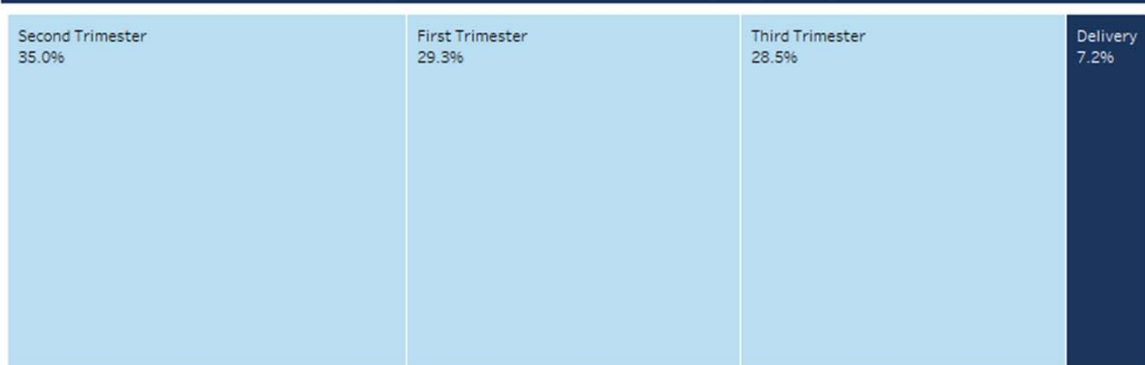 Second Trimester
35.0%
First Trimester
29.3%
Third Trimester
28.5%
Delivery
7.2%